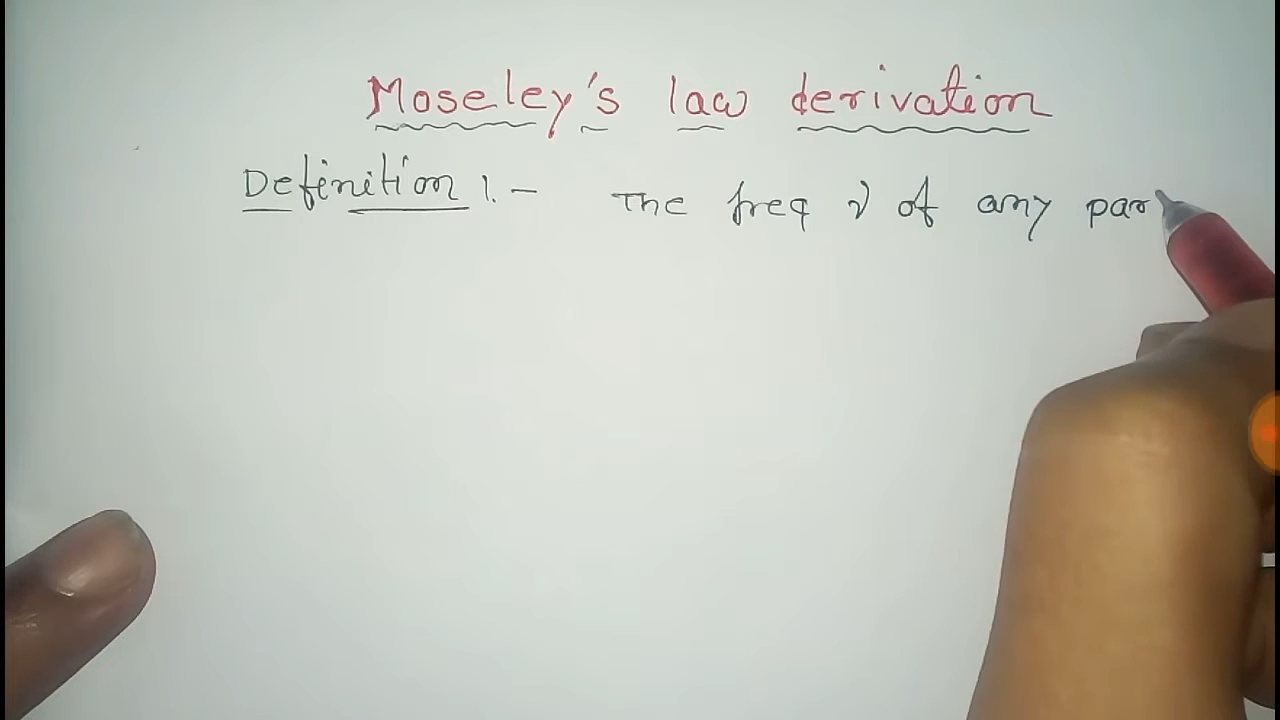 Moseley's law derivation
Definition :- The freq ν of any par